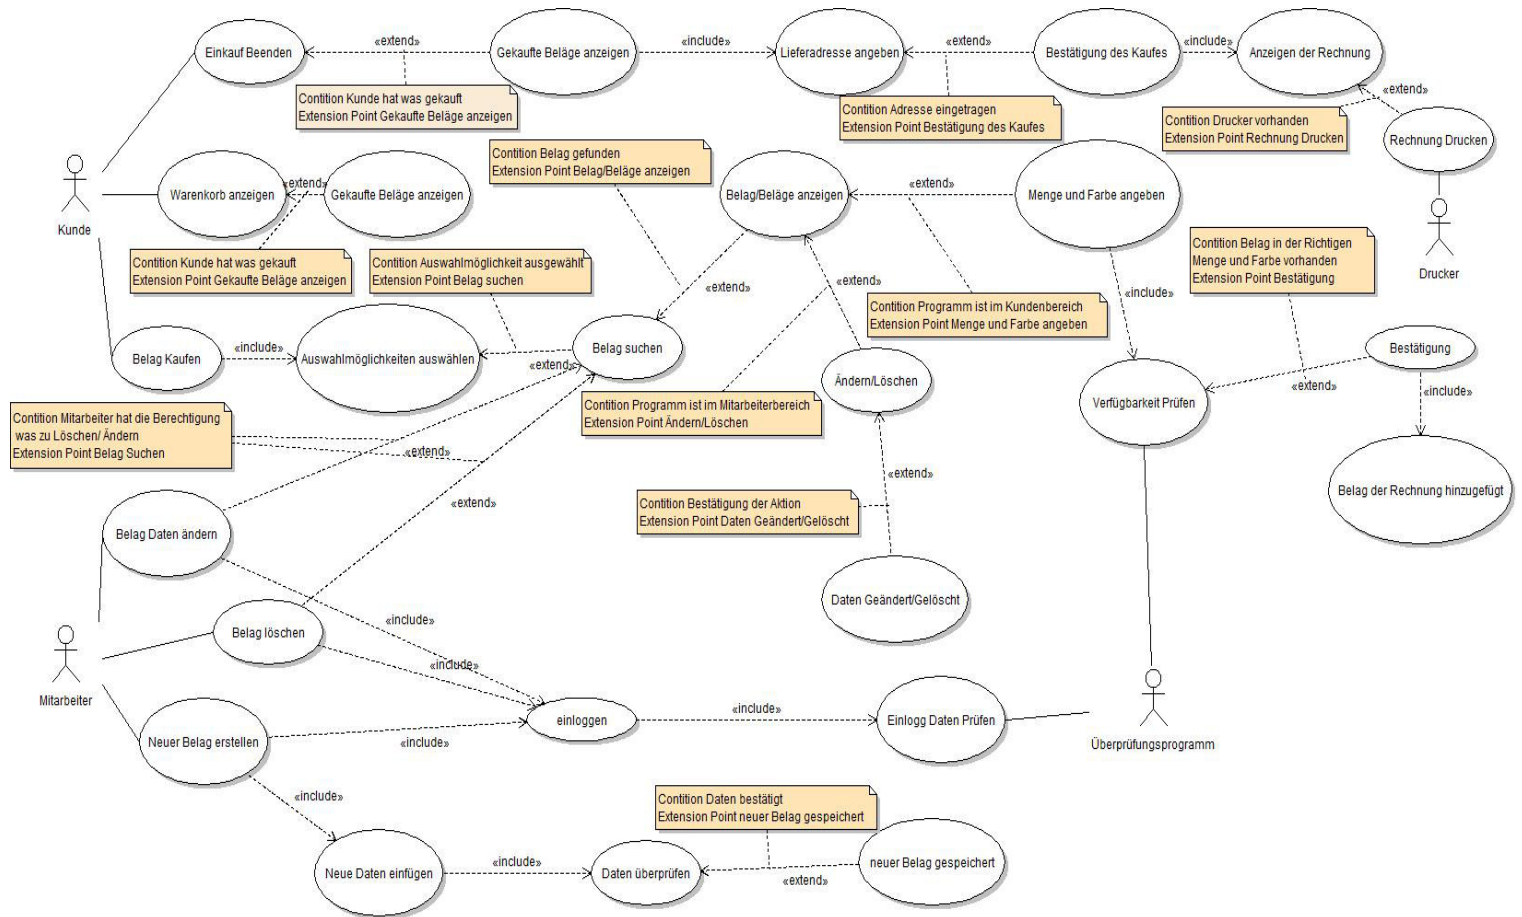 Einkauf Beenden
«extend»
Gekaufte Beläge anzeigen
«include»
Lieferadresse angeben
«extend»
Bestätigung des Kaufes
«include»
Anzeigen der Rechnung
Contition Kunde hat was gekauft
Extension Point Gekaufte Beläge anzeigen
Contition Adresse eingetragen
Extension Point Bestätigung des Kaufes
«extend»
Contition Drucker vorhanden
Extension Point Rechnung Drucken
Rechnung Drucken
Contition Belag gefunden
Extension Point Belag/Beläge anzeigen
Kunde
Warenkorb anzeigen
«extend»
Gekaufte Beläge anzeigen
Belag/Beläge anzeigen
«extend»
Menge und Farbe angeben
Drucker
Contition Kunde hat was gekauft
Extension Point Gekaufte Beläge anzeigen
Contition Auswahlmöglichkeit ausgewählt
Extension Point Belag suchen
«extend»
«extend»
Contition Programm ist im Kundenbereich
Extension Point Menge und Farbe angeben
«include»
Contition Belag in der Richtigen
Menge und Farbe vorhanden
Extension Point Bestätigung
Belag Kaufen
«include»
Auswahlmöglichkeiten auswählen
«extend»
Belag suchen
Ändern/Löschen
Bestätigung
«extend»
«include»
Verfügbarkeit Prüfen
Contition Programm ist im Mitarbeiterbereich
Extension Point Ändern/Löschen
Contition Mitarbeiter hat die Berechtigung
was zu Löschen/ Ändern
Extension Point Belag Suchen
«extend»
«extend»
«extend»
Contition Bestätigung der Aktion
Extension Point Daten Geändert/Gelöscht
Belag der Rechnung hinzugefügt
Belag Daten ändern
Daten Geändert/Gelöscht
«include»
Belag löschen
«include»
Mitarbeiter
Neuer Belag erstellen
«include»
einloggen
«include»
Einlogg Daten Prüfen
Überprüfungsprogramm
«include»
Contition Daten bestätigt
Extension Point neuer Belag gespeichert
Neue Daten einfügen
«include»
Daten überprüfen
«extend»
neuer Belag gespeichert